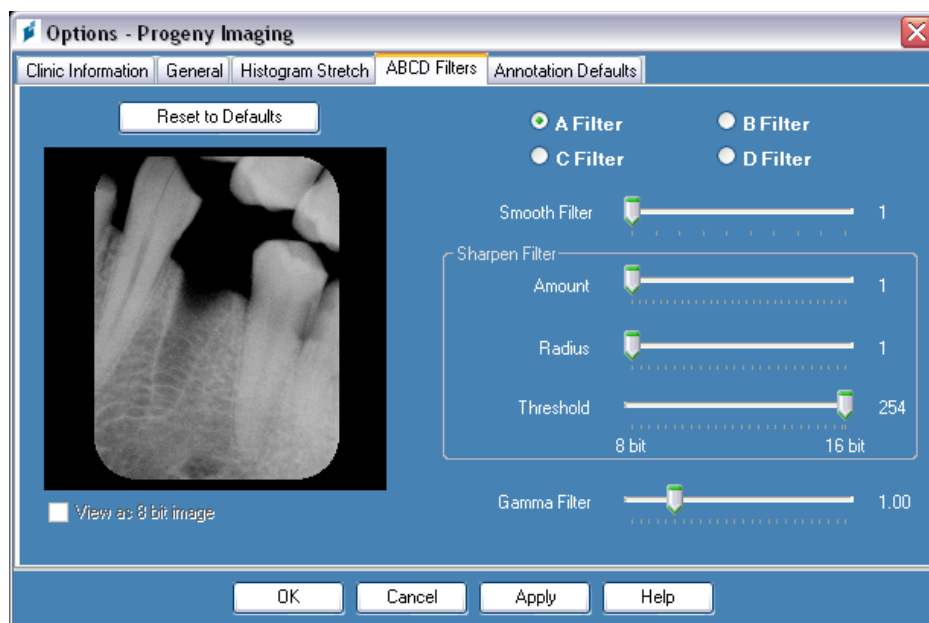 Options - Progeny Imaging
Clinic Information General Histogram Stretch ABCD Filters Annotation Defaults
Reset to Defaults
A Filter B Filter
C Filter D Filter
Smooth Filter 1
Sharpen Filter
Amount 1
Radius 1
Threshold 254
8 bit 16 bit
Gamma Filter 1.00
View as 8 bit image
OK Cancel Apply Help